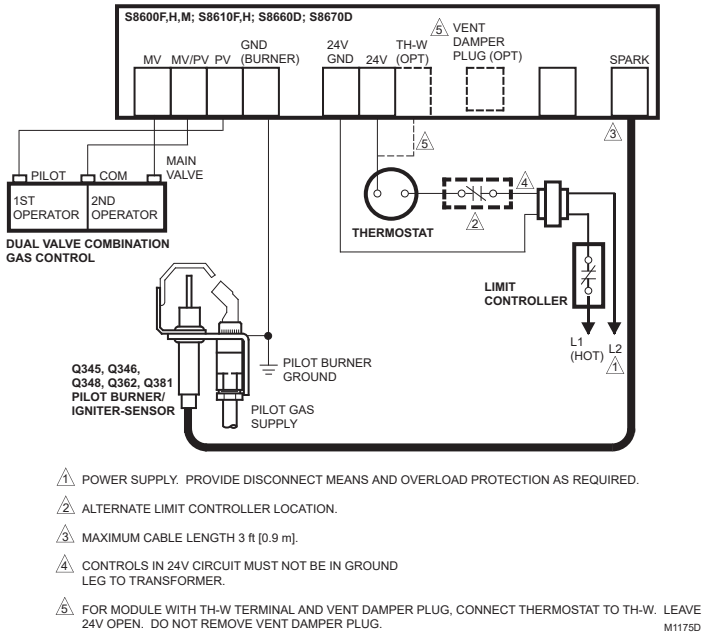 S8600F,H,M; S8610F,H; S8660D; S8670D
5 VENT
DAMPER
PLUG (OPT)
GND
(BURNER)
24V
GND
TH-W
(OPT)
MV MV/PV PV
24V
SPARK
3
5
MAIN
VALVE
PILOT COM
1ST
OPERATOR
2ND
OPERATOR
DUAL VALVE COMBINATION
GAS CONTROL
THERMOSTAT
4
2
LIMIT
CONTROLLER
L1
(HOT)
L2
1
Q345, Q346,
Q348, Q362, Q381
PILOT BURNER/
IGNITER-SENSOR
PILOT BURNER
GROUND
PILOT GAS
SUPPLY
1 POWER SUPPLY. PROVIDE DISCONNECT MEANS AND OVERLOAD PROTECTION AS REQUIRED.
2 ALTERNATE LIMIT CONTROLLER LOCATION.
3 MAXIMUM CABLE LENGTH 3 ft [0.9 m].
4 CONTROLS IN 24V CIRCUIT MUST NOT BE IN GROUND
LEG TO TRANSFORMER.
5 FOR MODULE WITH TH-W TERMINAL AND VENT DAMPER PLUG, CONNECT THERMOSTAT TO TH-W. LEAVE
24V OPEN. DO NOT REMOVE VENT DAMPER PLUG.
M1175D